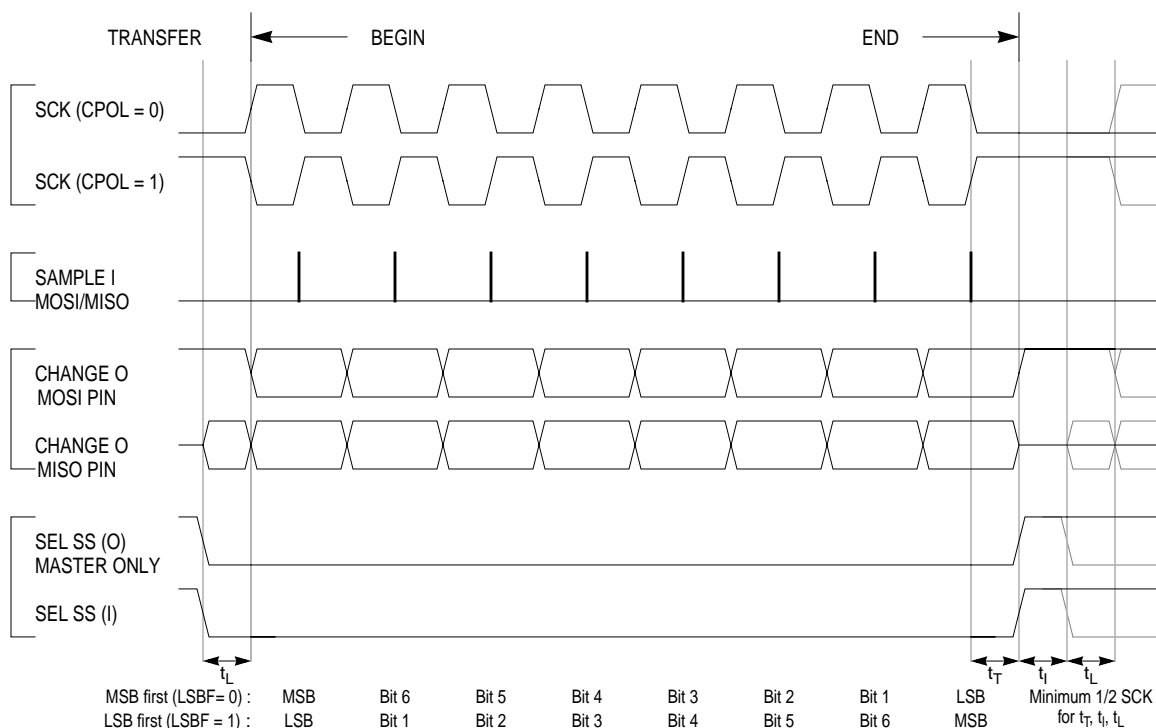 TRANSFER BEGIN END
SCK (CPOL = 0)
SCK (CPOL = 1)
SAMPLE I
MOSI/MISO
CHANGE O
MOSI PIN
CHANGE O
MISO PIN
SEL SS (O)
MASTER ONLY
SEL SS (I)
tL tT tI tL
MSB first (LSBF= 0) : MSB Bit 6 Bit 5 Bit 4 Bit 3 Bit 2 Bit 1 LSB Minimum 1/2 SCK
LSB first (LSBF = 1) : LSB Bit 1 Bit 2 Bit 3 Bit 4 Bit 5 Bit 6 MSB for tT, tl, tL